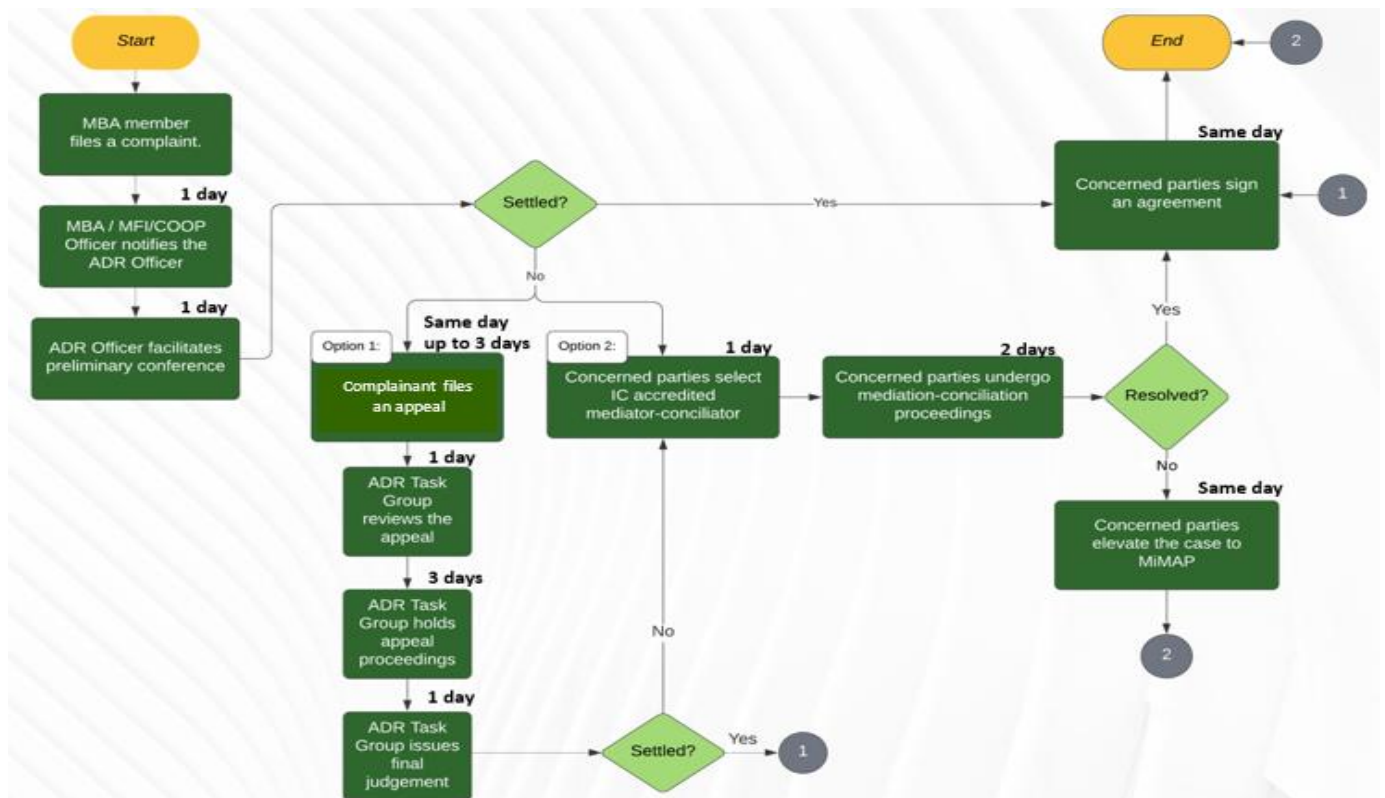 Start
MBA member
files a complaint.
1 day
MBA / MFI/COOP
Officer notifies the
ADR Officer
1 day
ADR Officer facilitates
preliminary conference
Settled?
Yes
No
Option 1:
Same day
up to 3 days
Complainant files
an appeal
1 day
ADR Task
Group
reviews the
appeal
3 days
ADR Task
Group holds
appeal
proceedings
1 day
ADR Task
Group issues
final
judgement
Settled?
Yes
1
No
Option 2:
1 day
Concerned parties select
IC accredited
mediator-conciliator
2 days
Concerned parties undergo
mediation-conciliation
proceedings
Resolved?
Yes
No
Same day
Concerned parties
elevate the case to
MiMAP
2
Same day
Concerned parties sign
an agreement
1
End
2